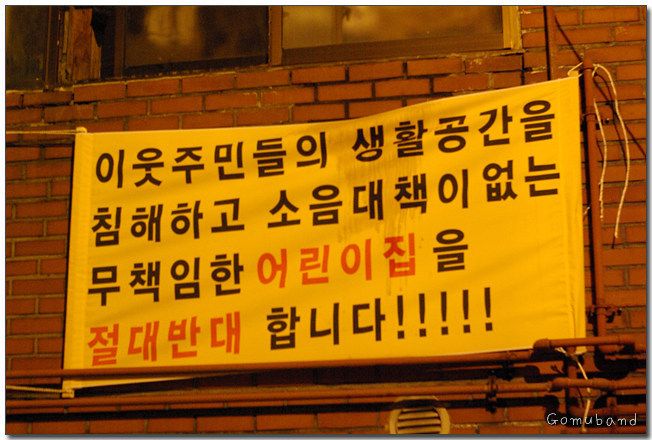 이웃주민들의 생활공간을
침해하고 소음대책이없는
무책임한 어린이집 을
절대반대 합니다!!!!!
Gomuband